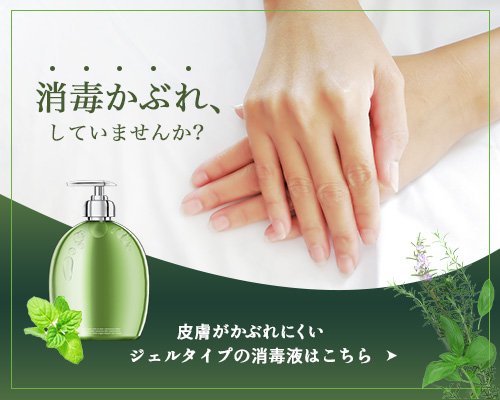 消毒かぶれ、
していませんか?
皮膚がかぶれにくい
ジェルタイプの消毒液はこちら